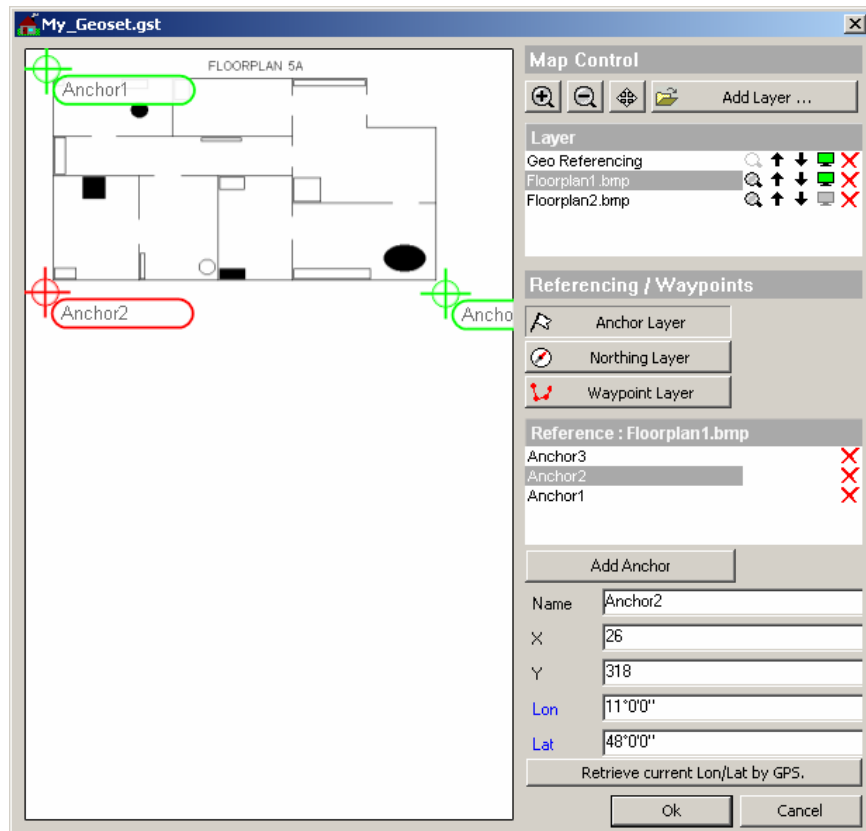 My_Geoset.gst
FLOORPLAN 5A
Anchor1
Anchor2
Ancho
Map Control
Add Layer ...
Layer
Geo Referencing
Floorplan1.bmp
Floorplan2.bmp
Referencing / Waypoints
Anchor Layer
Northing Layer
Waypoint Layer
Reference : Floorplan1.bmp
Anchor3
Anchor2
Anchor1
Add Anchor
Name Anchor2
X 26
Y 318
Lon 11°0'0''
Lat 48°0'0''
Retrieve current Lon/Lat by GPS.
Ok Cancel